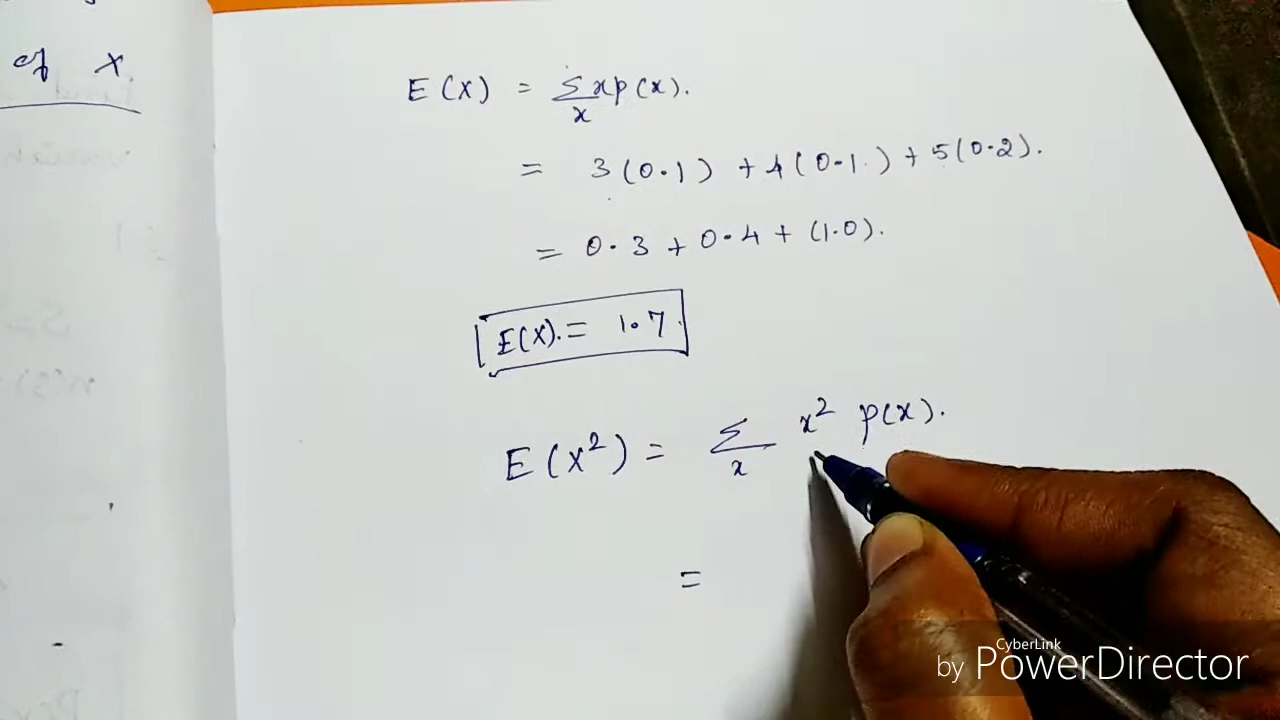 of x
E(X) = Σxp(x).
x
= 3(0.1) + 4(0.1) + 5(0.2).
= 0.3 + 0.4 + (1.0).
E(X). = 1.7.
E(X²) = Σ x² p(x).
x
=
CyberLink
by PowerDirector